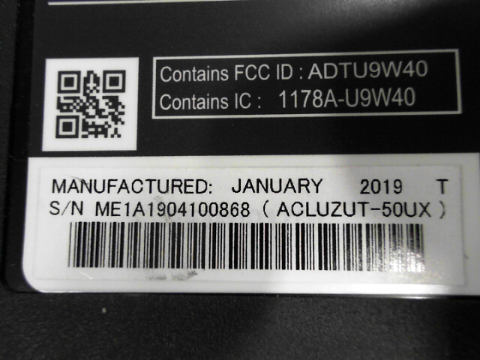 Contains FCC ID : ADTU9W40
Contains IC : 1178A-U9W40
MANUFACTURED: JANUARY 2019 T
S/N ME1A1904100868 ( ACLUZUT-50UX )